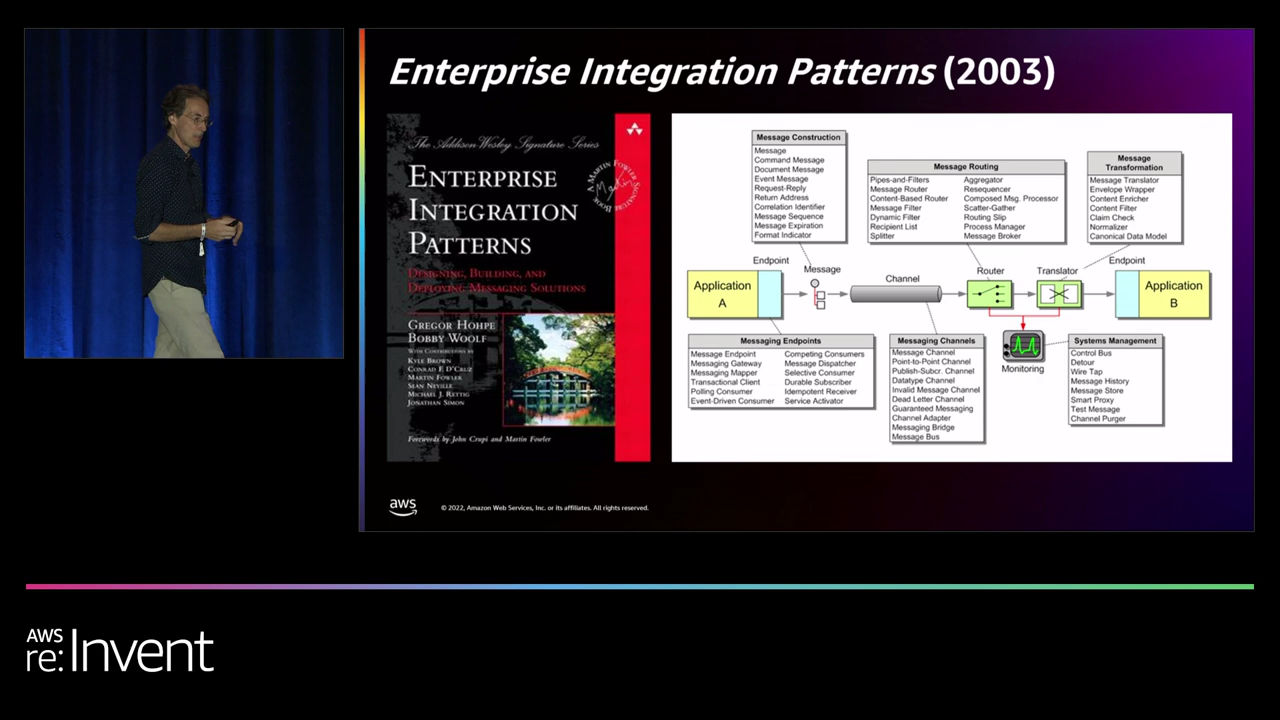 Enterprise Integration Patterns (2003)
The Addison Wesley Signature Series
ENTERPRISE
INTEGRATION
PATTERNS
A MARTIN FOWLER SIGNATURE BOOK
DESIGNING, BUILDING, AND
DEPLOYING MESSAGING SOLUTIONS
GREGOR HOHPE
BOBBY WOOLF
WITH CONTRIBUTIONS BY
KYLE BROWN
CONRAD F. D'CRUZ
MARTIN FOWLER
SEAN NEVILLE
MICHAEL J. RETTIG
JONATHAN SIMON
Forewords by John Crupi and Martin Fowler
Message Construction
Message
Command Message
Document Message
Event Message
Request-Reply
Return Address
Correlation Identifier
Message Sequence
Message Expiration
Format Indicator
Message Routing
Pipes-and-Filters Aggregator
Message Router Resequencer
Content-Based Router Composed Msg. Processor
Message Filter Scatter-Gather
Dynamic Filter Routing Slip
Recipient List Process Manager
Splitter Message Broker
Message
Transformation
Message Translator
Envelope Wrapper
Content Enricher
Content Filter
Claim Check
Normalizer
Canonical Data Model
Endpoint
Message
Channel
Router
Translator
Endpoint
Application
A
Application
B
Messaging Endpoints
Message Endpoint Competing Consumers
Messaging Gateway Message Dispatcher
Messaging Mapper Selective Consumer
Transactional Client Durable Subscriber
Polling Consumer Idempotent Receiver
Event-Driven Consumer Service Activator
Messaging Channels
Message Channel
Point-to-Point Channel
Publish-Subcr. Channel
Datatype Channel
Invalid Message Channel
Dead Letter Channel
Guaranteed Messaging
Channel Adapter
Messaging Bridge
Message Bus
Monitoring
Systems Management
Control Bus
Detour
Wire Tap
Message History
Message Store
Smart Proxy
Test Message
Channel Purger
aws
© 2022, Amazon Web Services, Inc. or its affiliates. All rights reserved.
AWS
re:Invent